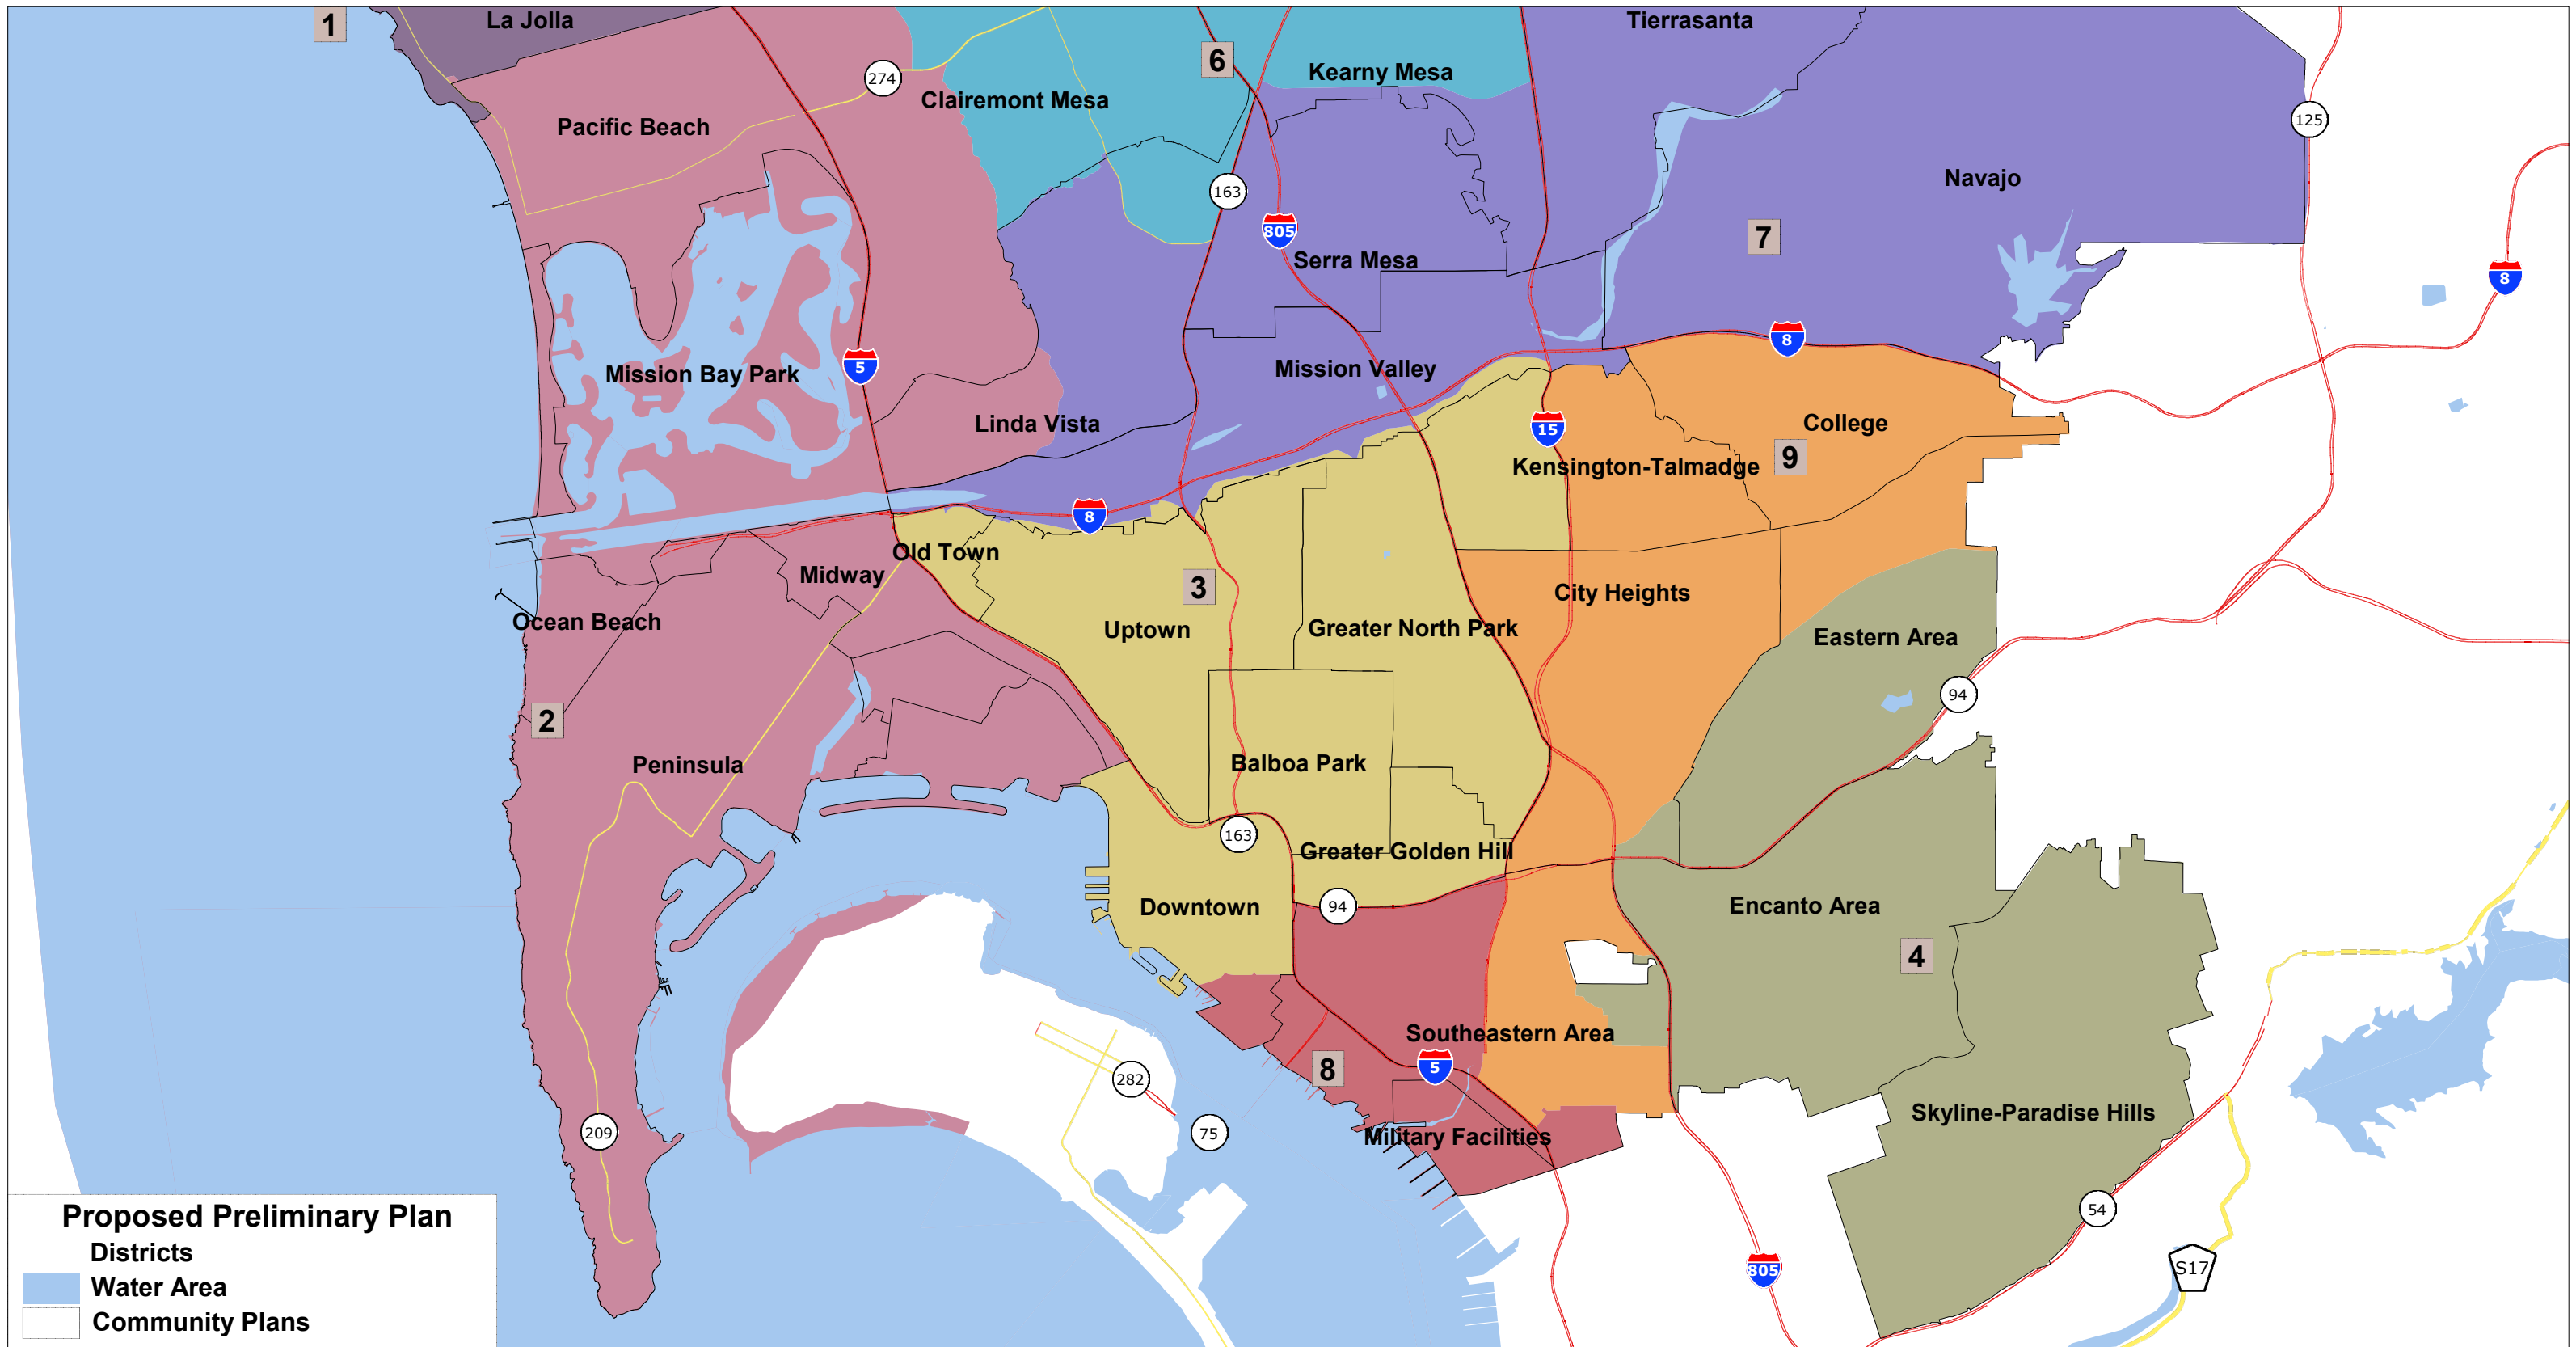 1
La Jolla
Tierrasanta
6
Kearny Mesa
274
Clairemont Mesa
125
Pacific Beach
Navajo
163
805
7
Serra Mesa
8
8
5
Mission Bay Park
Mission Valley
Linda Vista
College
15
Kensington-Talmadge
9
8
Old Town
Midway
3
City Heights
Ocean Beach
Uptown
Greater North Park
Eastern Area
94
2
Peninsula
Balboa Park
163
Greater Golden Hill
Downtown
94
Encanto Area
4
Southeastern Area
8
5
282
209
75
Military Facilities
Skyline-Paradise Hills
54
805
S17
Proposed Preliminary Plan
Districts
Water Area
Community Plans